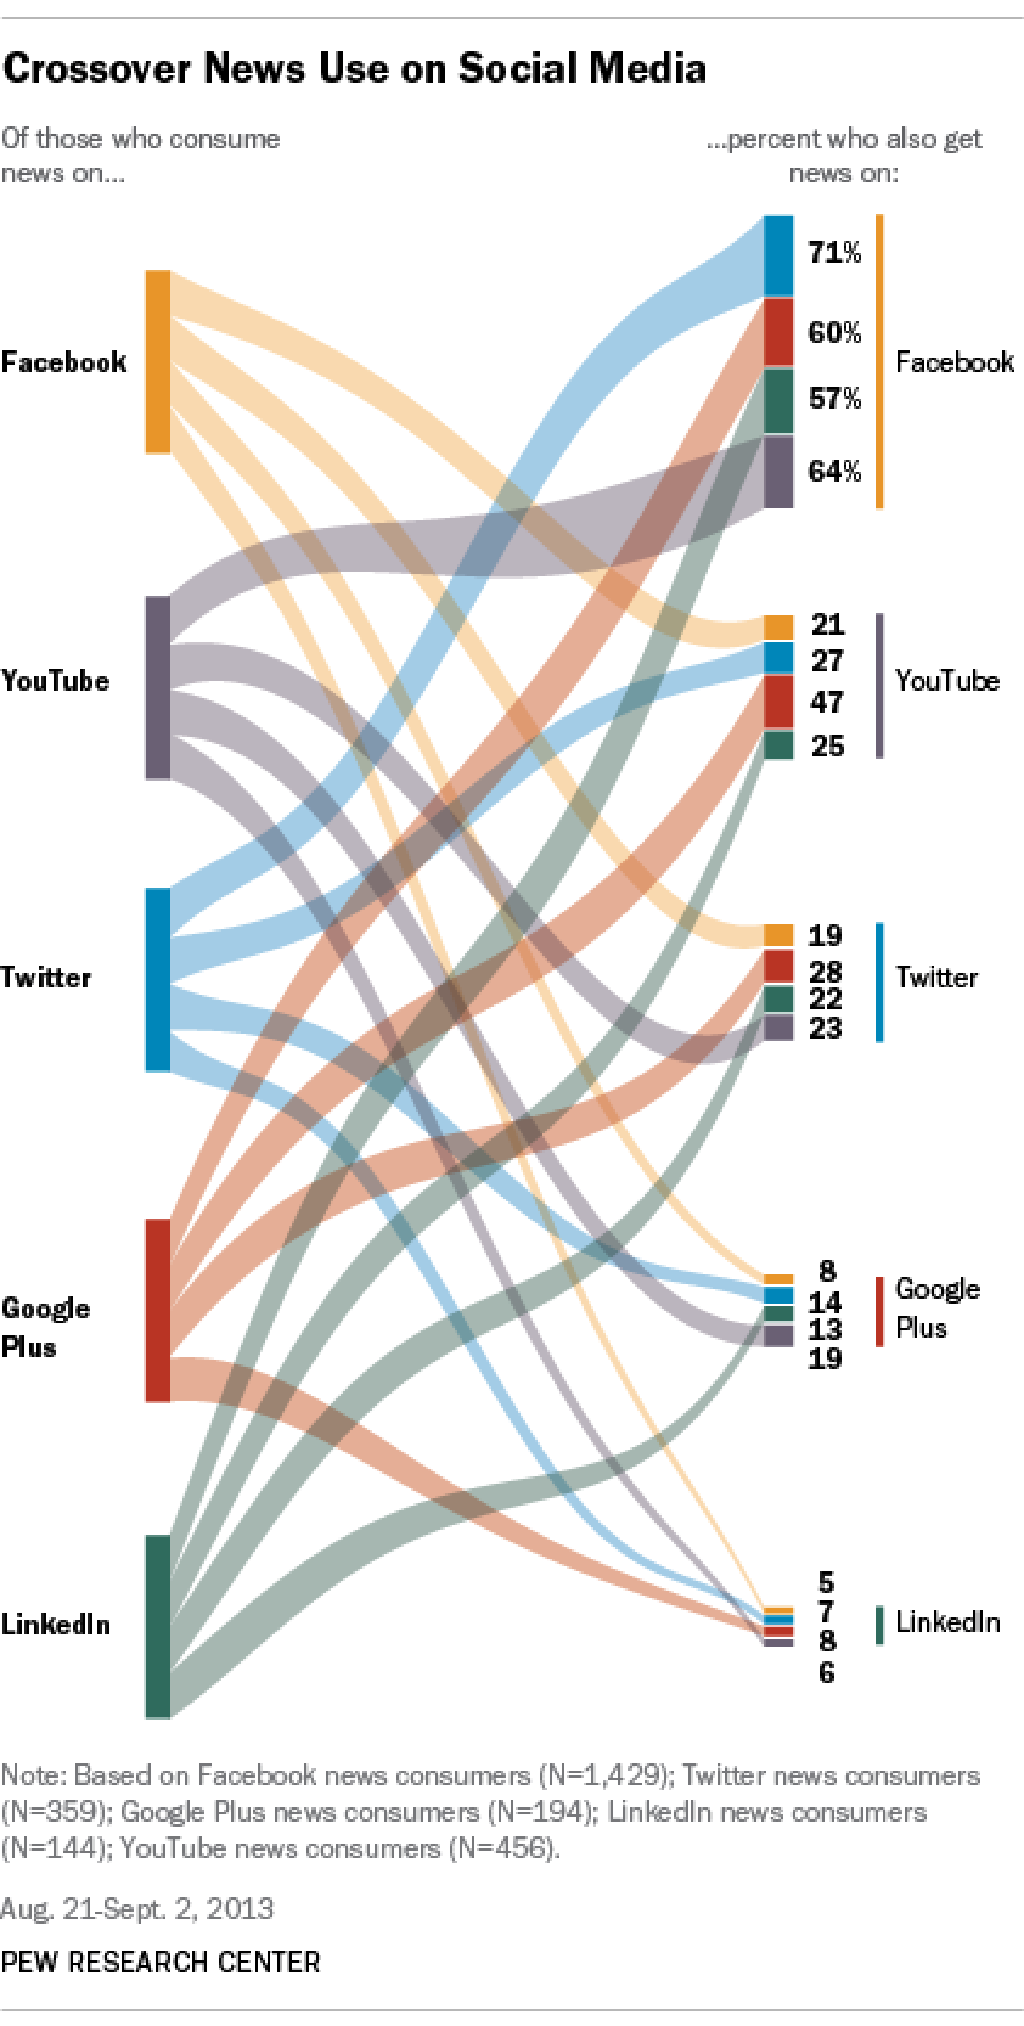 Crossover News Use on Social Media
Of those who consume
news on...
...percent who also get
news on:
Facebook
YouTube
Twitter
Google
Plus
LinkedIn
71%
60%
57%
64%
Facebook
21
27
47
25
YouTube
19
28
22
23
Twitter
8
14
13
19
Google
Plus
5
7
8
6
LinkedIn
Note: Based on Facebook news consumers (N=1,429); Twitter news consumers
(N=359); Google Plus news consumers (N=194); LinkedIn news consumers
(N=144); YouTube news consumers (N=456).
Aug. 21-Sept. 2, 2013
PEW RESEARCH CENTER